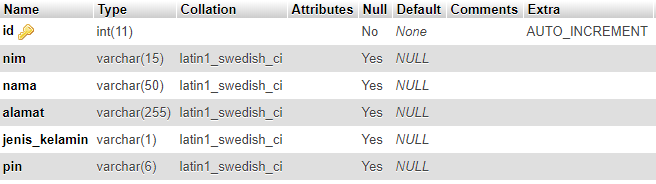 Name Type Collation Attributes Null Default Comments Extra
id int(11) No None AUTO_INCREMENT
nim varchar(15) latin1_swedish_ci Yes NULL
nama varchar(50) latin1_swedish_ci Yes NULL
alamat varchar(255) latin1_swedish_ci Yes NULL
jenis_kelamin varchar(1) latin1_swedish_ci Yes NULL
pin varchar(6) latin1_swedish_ci Yes NULL